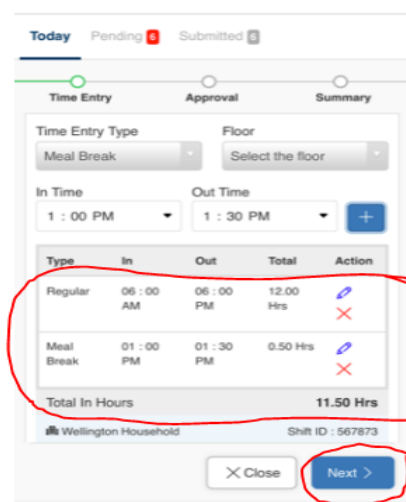 Today Pending 6 Submitted 6
Time Entry Approval Summary
Time Entry Type Floor
Meal Break Select the floor
In Time Out Time
1 : 00 PM 1 : 30 PM +
Type In Out Total Action
Regular 06 : 00 06 : 00 12.00
AM PM Hrs
Meal 01 : 00 01 : 30 0.50 Hrs
Break PM PM
Total In Hours 11.50 Hrs
Wellington Household Shift ID : 567873
Close Next >